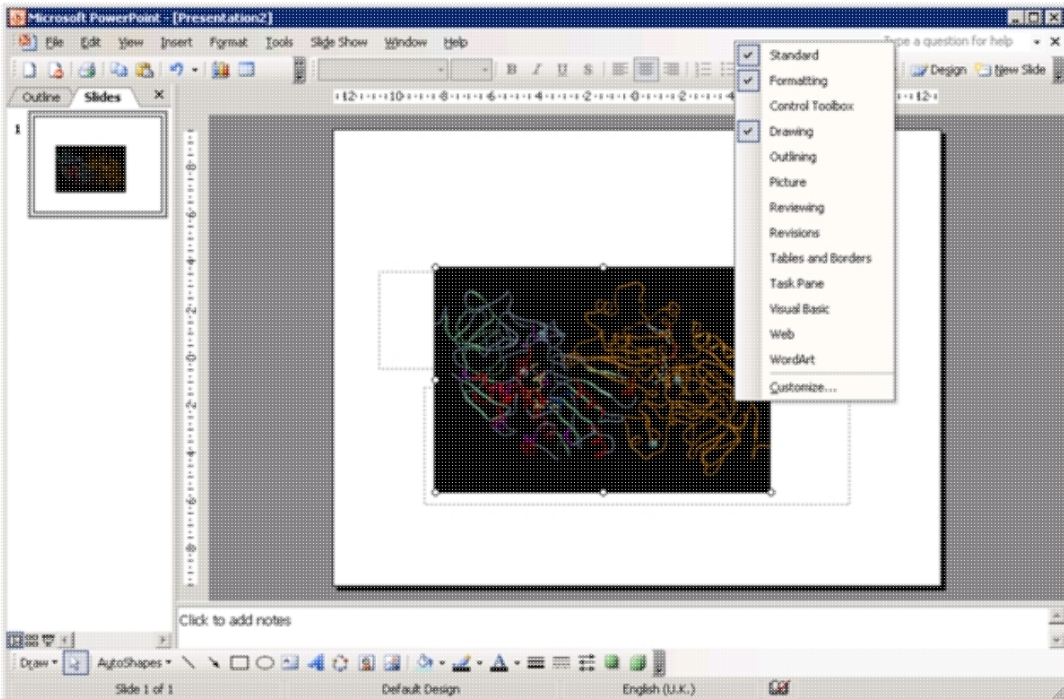 Microsoft PowerPoint - [Presentation2]
File Edit View Insert Format Tools Slide Show Window Help
Type a question for help
B I U S
Design New Slide
Outline Slides
1
Standard
Formatting
Control Toolbox
Drawing
Outlining
Picture
Reviewing
Revisions
Tables and Borders
Task Pane
Visual Basic
Web
WordArt
Customize...
Click to add notes
Draw AutoShapes
Slide 1 of 1 Default Design English (U.K.)